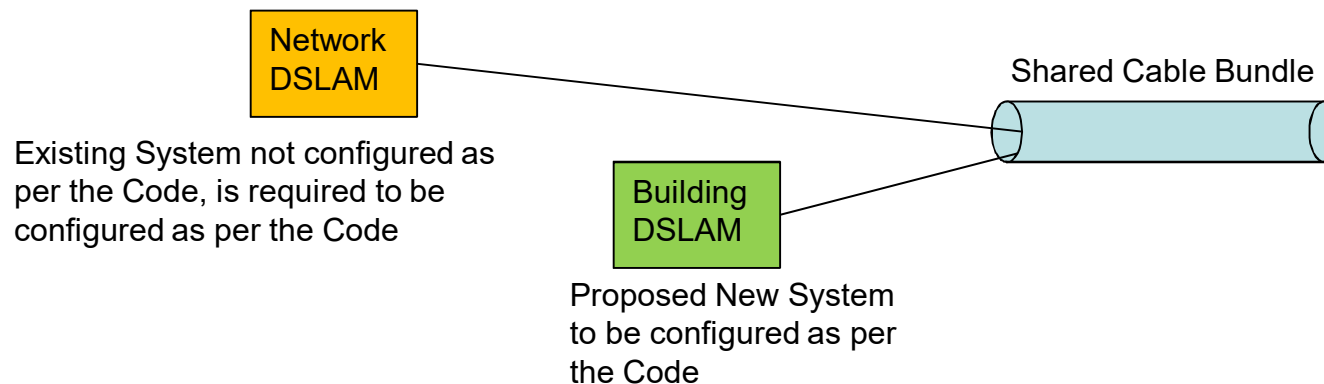 Network
DSLAM
Shared Cable Bundle
Existing System not configured as
per the Code, is required to be
configured as per the Code
Building
DSLAM
Proposed New System
to be configured as per
the Code